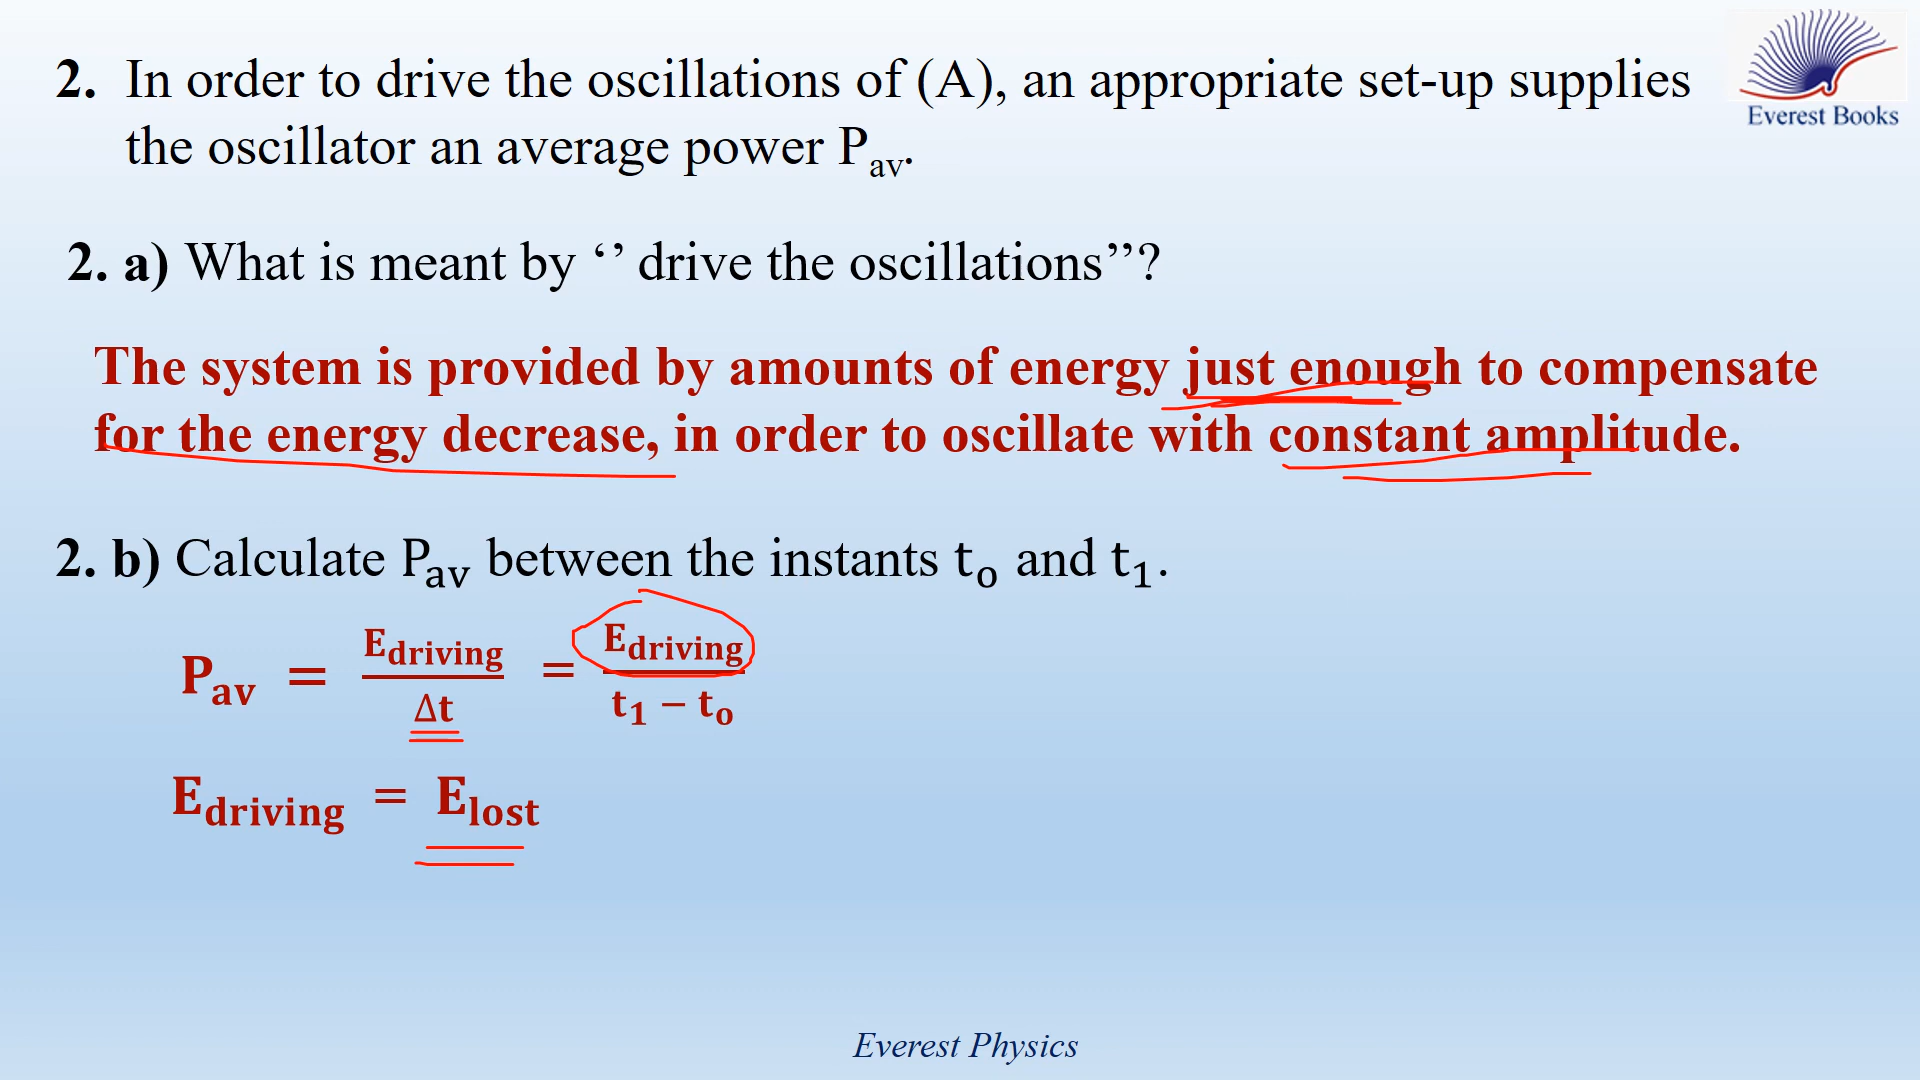 2. In order to drive the oscillations of (A), an appropriate set-up supplies
the oscillator an average power Pav.
Everest Books
2. a) What is meant by ‘’ drive the oscillations’’?
The system is provided by amounts of energy just enough to compensate
for the energy decrease, in order to oscillate with constant amplitude.
2. b) Calculate Pav between the instants to and t1.
Pav = Edriving/Δt = Edriving/t1 − to
Edriving = Elost
Everest Physics